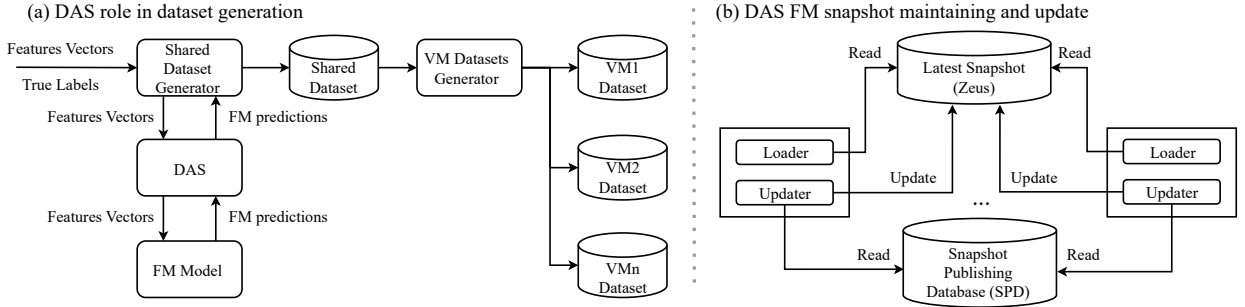 (a) DAS role in dataset generation
Features Vectors
True Labels
Shared
Dataset
Generator
Shared
Dataset
VM Datasets
Generator
VM1
Dataset
Features Vectors
FM predictions
DAS
VM2
Dataset
Features Vectors
FM predictions
FM Model
VMn
Dataset
(b) DAS FM snapshot maintaining and update
Read
Read
Latest Snapshot
(Zeus)
Loader
Updater
Update
Update
Loader
Updater
...
Read
Read
Snapshot
Publishing
Database (SPD)